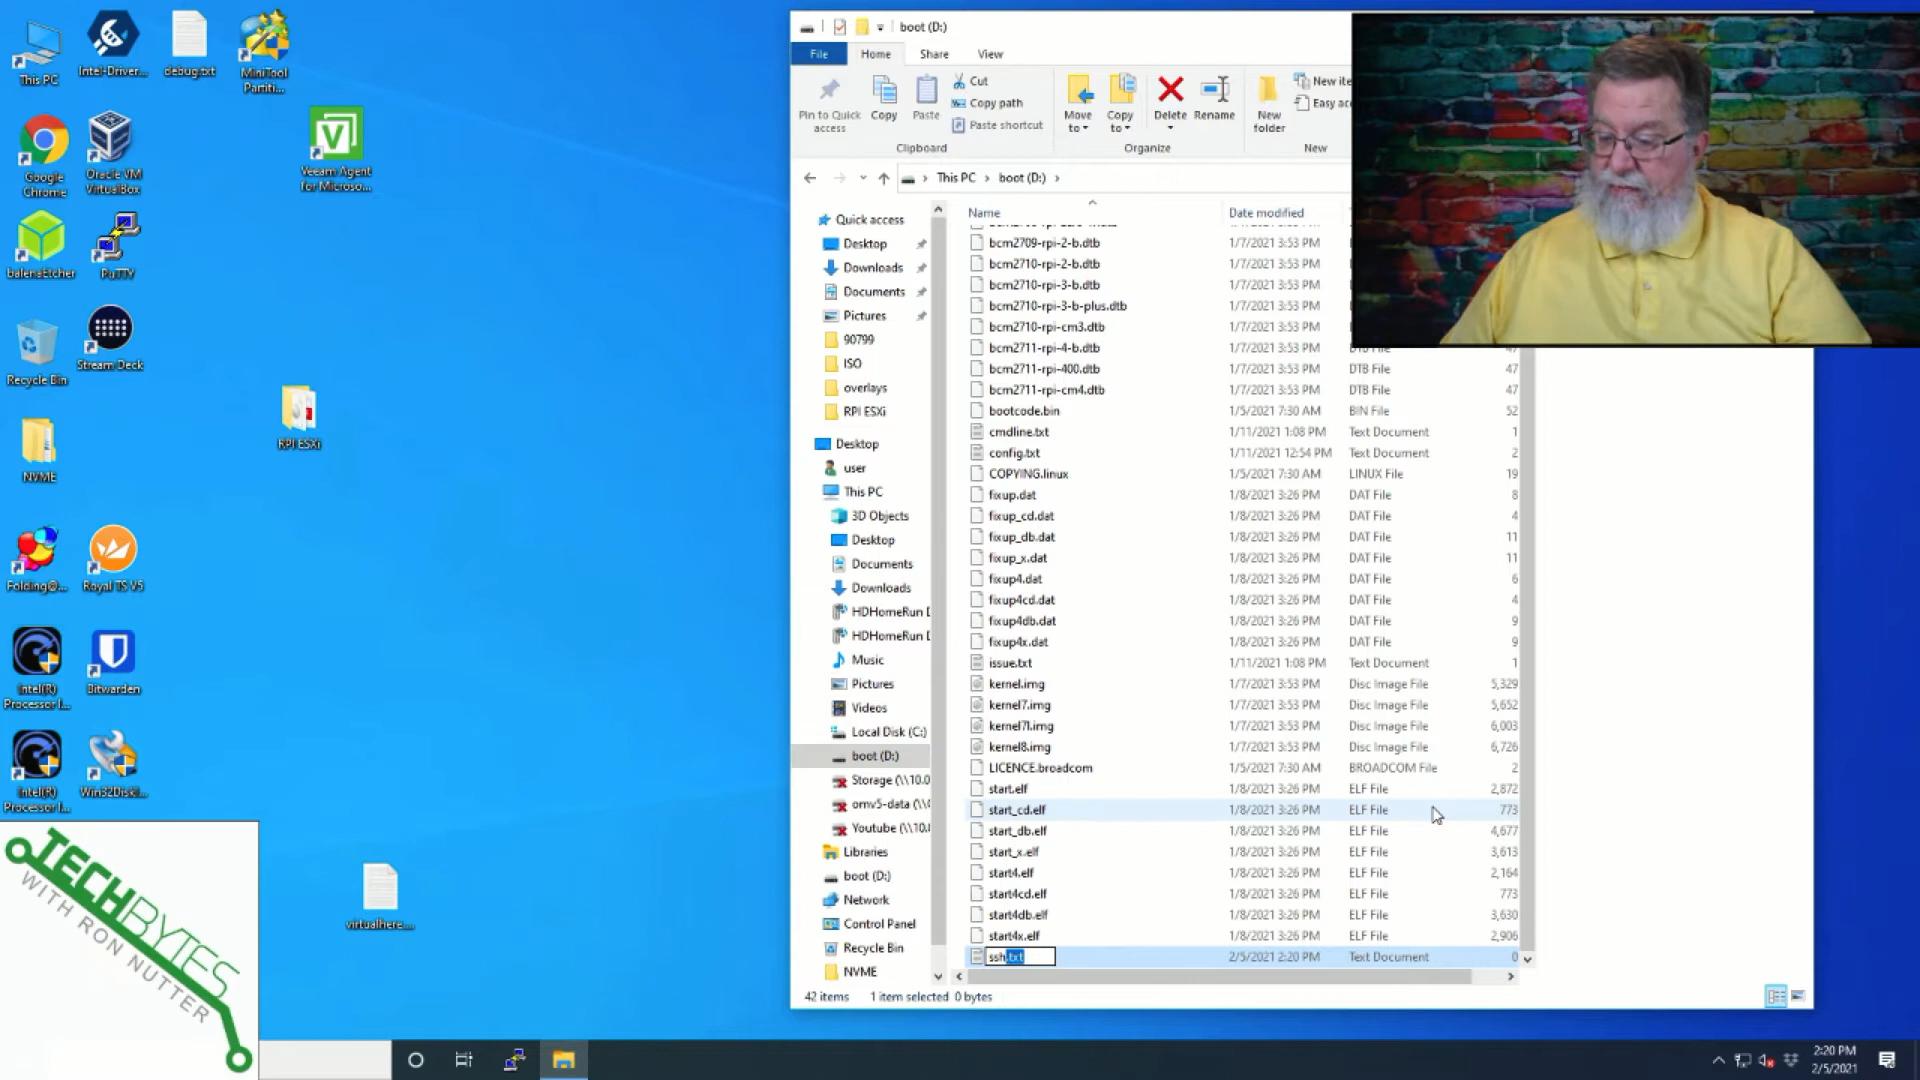 This PC
Intel-Driver...
debug.txt
MiniTool
Partiti...
Google
Chrome
Oracle VM
VirtualBox
Veeam Agent
for Microso...
balenaEtcher
PuTTY
Recycle Bin
Stream Deck
NVME
RPI ESXi
Folding@...
Royal TS V5
Intel(R)
Processor I...
Bitwarden
Intel(R)
Processor I...
Win32Diskl...
virtualhere....
TECHBYTES
WITH RON NUTTER
boot (D:)
File
Home
Share
View
Pin to Quick
access
Copy
Paste
Cut
Copy path
Paste shortcut
Clipboard
Move
to
Copy
to
Delete
Rename
Organize
New
folder
New ite
Easy acc
New
This PC
boot (D:)
Quick access
Desktop
Downloads
Documents
Pictures
90799
ISO
overlays
RPI ESXi
Desktop
user
This PC
3D Objects
Desktop
Documents
Downloads
HDHomeRun D
HDHomeRun D
Music
Pictures
Videos
Local Disk (C:)
boot (D:)
Storage (\\10.0
omv5-data (\\
Youtube (\\10.
Libraries
boot (D:)
Network
Control Panel
Recycle Bin
NVME
Name Date modified
bcm2709-rpi-2-b.dtb 1/7/2021 3:53 PM
bcm2710-rpi-2-b.dtb 1/7/2021 3:53 PM
bcm2710-rpi-3-b.dtb 1/7/2021 3:53 PM
bcm2710-rpi-3-b-plus.dtb 1/7/2021 3:53 PM
bcm2710-rpi-cm3.dtb 1/7/2021 3:53 PM
bcm2711-rpi-4-b.dtb 1/7/2021 3:53 PM DTB File 47
bcm2711-rpi-400.dtb 1/7/2021 3:53 PM DTB File 47
bcm2711-rpi-cm4.dtb 1/7/2021 3:53 PM DTB File 47
bootcode.bin 1/5/2021 7:30 AM BIN File 52
cmdline.txt 1/11/2021 1:08 PM Text Document 1
config.txt 1/11/2021 12:54 PM Text Document 2
COPYING.linux 1/5/2021 7:30 AM LINUX File 19
fixup.dat 1/8/2021 3:26 PM DAT File 8
fixup_cd.dat 1/8/2021 3:26 PM DAT File 4
fixup_db.dat 1/8/2021 3:26 PM DAT File 11
fixup_x.dat 1/8/2021 3:26 PM DAT File 11
fixup4.dat 1/8/2021 3:26 PM DAT File 6
fixup4cd.dat 1/8/2021 3:26 PM DAT File 4
fixup4db.dat 1/8/2021 3:26 PM DAT File 9
fixup4x.dat 1/8/2021 3:26 PM DAT File 9
issue.txt 1/11/2021 1:08 PM Text Document 1
kernel.img 1/7/2021 3:53 PM Disc Image File 5,329
kernel7.img 1/7/2021 3:53 PM Disc Image File 5,652
kernel7l.img 1/7/2021 3:53 PM Disc Image File 6,003
kernel8.img 1/7/2021 3:53 PM Disc Image File 6,726
LICENCE.broadcom 1/5/2021 7:30 AM BROADCOM File 2
start.elf 1/8/2021 3:26 PM ELF File 2,872
start_cd.elf 1/8/2021 3:26 PM ELF File 773
start_db.elf 1/8/2021 3:26 PM ELF File 4,677
start_x.elf 1/8/2021 3:26 PM ELF File 3,613
start4.elf 1/8/2021 3:26 PM ELF File 2,164
start4cd.elf 1/8/2021 3:26 PM ELF File 773
start4db.elf 1/8/2021 3:26 PM ELF File 3,630
start4x.elf 1/8/2021 3:26 PM ELF File 2,906
ssh.txt 2/5/2021 2:20 PM Text Document 0
42 items 1 item selected 0 bytes
2:20 PM
2/5/2021